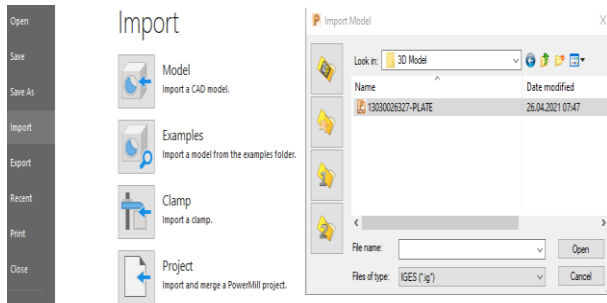 Open
Save
Save As
Import
Export
Recent
Print
Close
Import
Model
Import a CAD model.
Examples
Import a model from the examples folder.
Clamp
Import a clamp.
Project
Import and merge a PowerMill project.
Import Model
Look in: 3D Model
Name Date modified
13030026327-PLATE 26.04.2021 07:47
1
2
File name: Open
Files of type: IGES (*.ig*) Cancel